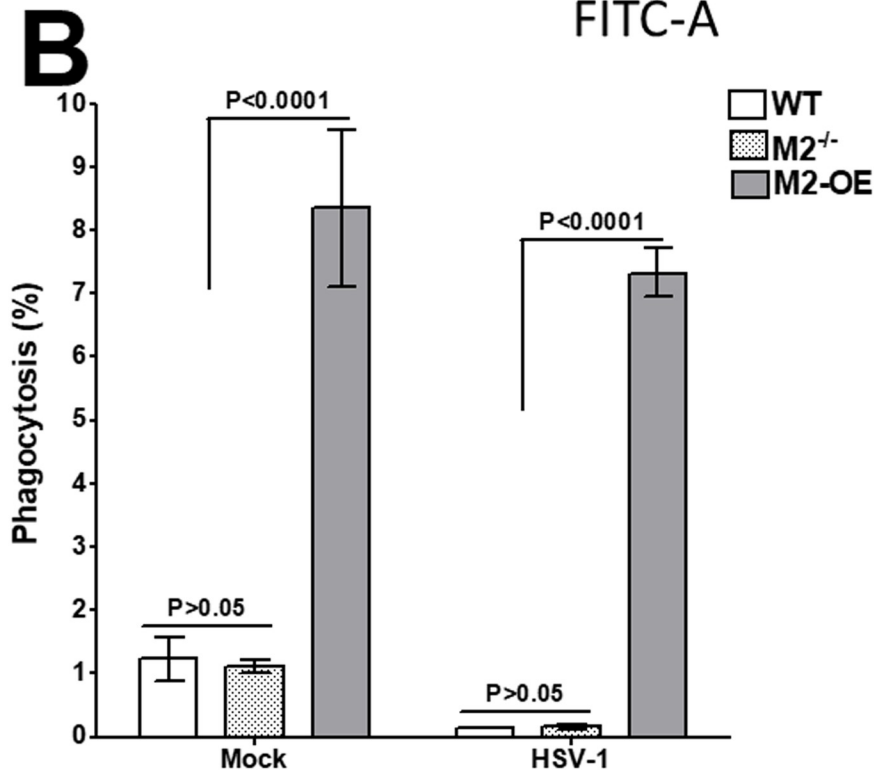 FITC-A
B
P<0.0001
WT
M2-/-
M2-OE
P<0.0001
P>0.05
P>0.05
Phagocytosis (%)
10
9
8
7
6
5
4
3
2
1
0
Mock
HSV-1